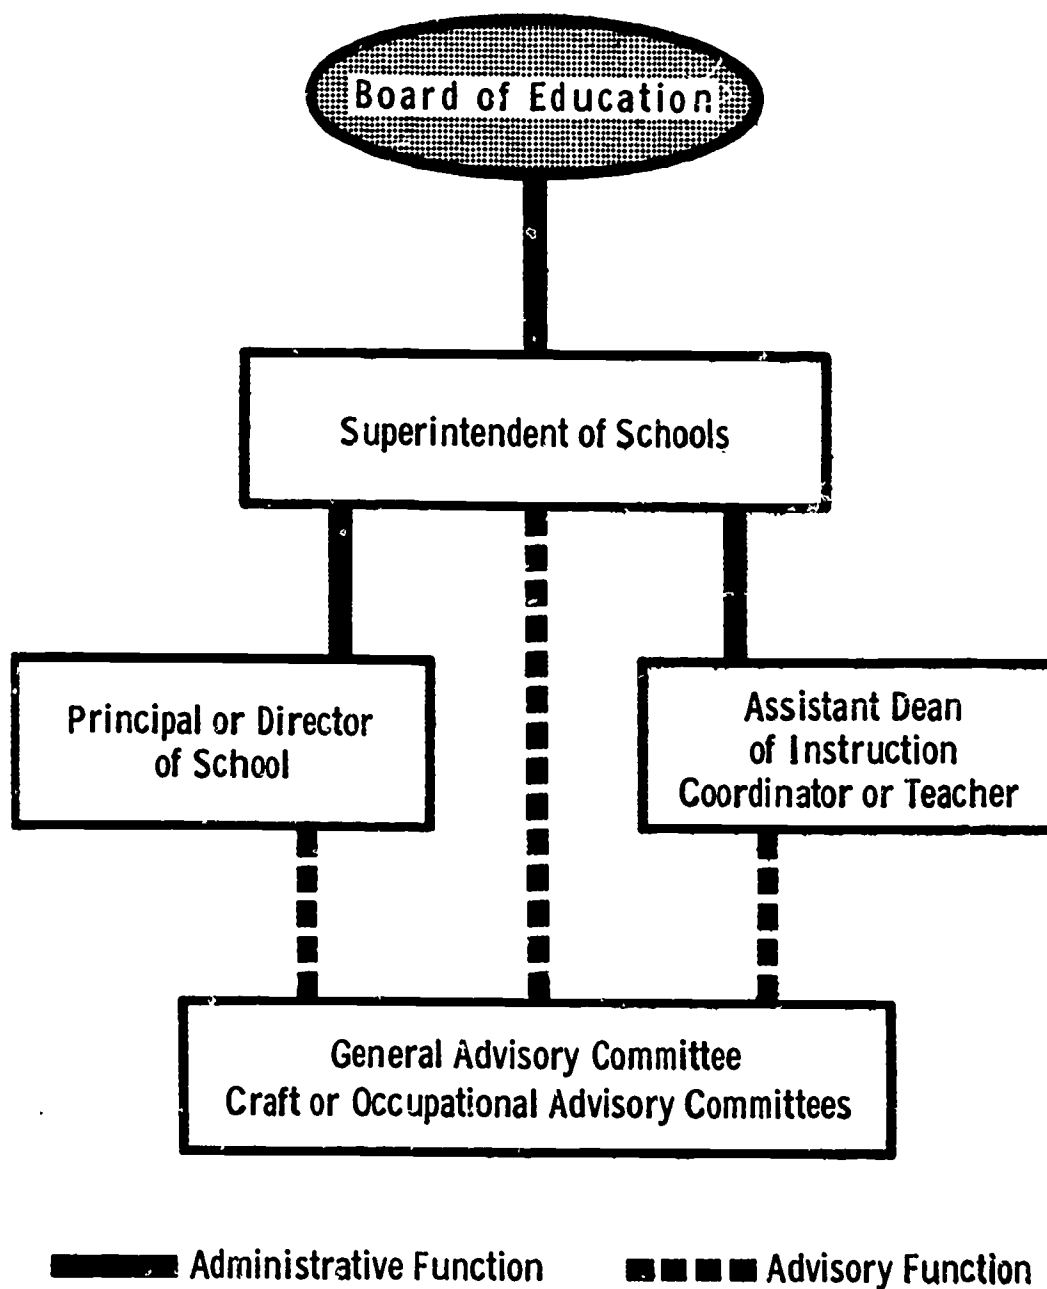 Board of Education
Superintendent of Schools
Principal or Director
of School
Assistant Dean
of Instruction
Coordinator or Teacher
General Advisory Committee
Craft or Occupational Advisory Committees
Administrative Function
Advisory Function